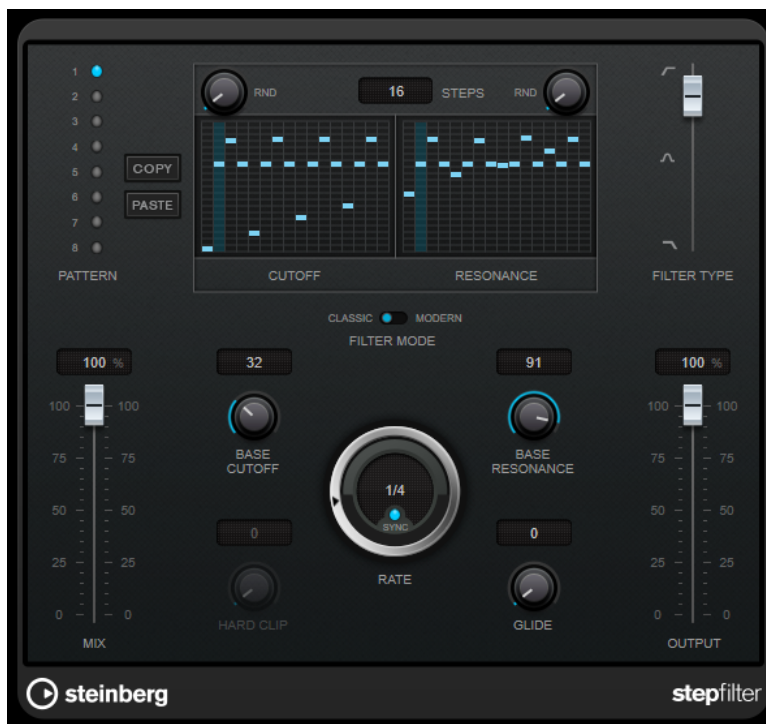 1
2
3
4
5
6
7
8
PATTERN
COPY
PASTE
RND
16 STEPS
RND
CUTOFF
RESONANCE
FILTER TYPE
CLASSIC MODERN
FILTER MODE
100 %
100 100
75 75
50 50
25 25
0 0
MIX
32
BASE
CUTOFF
0
HARD CLIP
1/4
SYNC
RATE
91
BASE
RESONANCE
0
GLIDE
100 %
100 100
75 75
50 50
25 25
0 0
OUTPUT
steinberg
stepfilter